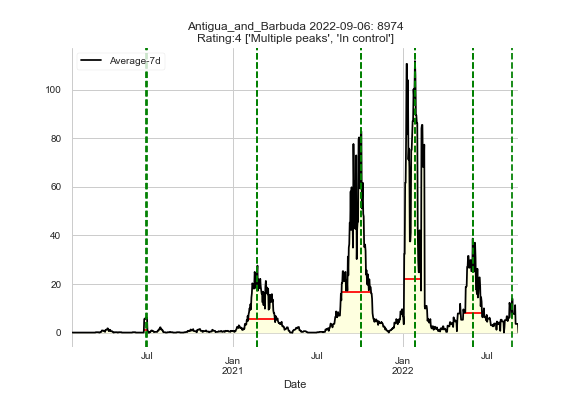 Antigua_and_Barbuda 2022-09-06: 8974
Rating:4 ['Multiple peaks', 'In control']
Average-7d
100
80
60
40
20
0
Jul
Jan
2021
Jul
Jan
2022
Jul
Date